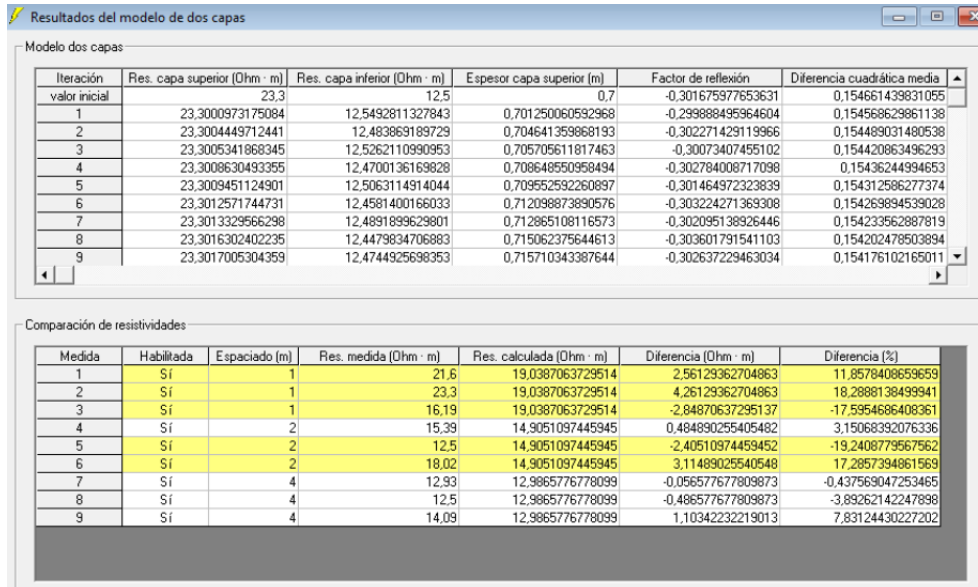 Resultados del modelo de dos capas
Modelo dos capas
Iteración Res. capa superior (Ohm · m) Res. capa inferior (Ohm · m) Espesor capa superior (m) Factor de reflexión Diferencia cuadrática media
valor inicial 23,3 12,5 0,7 -0,301675977653631 0,154661439831055
1 23,3000973175084 12,5492811327843 0,701250060592968 -0,299888495964604 0,154568629861138
2 23,3004449712441 12,483869189729 0,704641359868193 -0,302271429119966 0,154489031480538
3 23,3005341868345 12,5262110990953 0,705705611817463 -0,30073407455102 0,154420863496293
4 23,3008630493355 12,4700136169828 0,708648550958494 -0,302784008717098 0,15436244994653
5 23,3009451124901 12,5063114914044 0,709552592260897 -0,301464972323839 0,154312586277374
6 23,3012571744731 12,4581400166033 0,712098873890576 -0,303224271369308 0,154269894539028
7 23,3013329566298 12,4891899629801 0,712865108116573 -0,302095138926446 0,154233562887819
8 23,3016302402235 12,4479834706883 0,715062375644613 -0,303601791541103 0,154202478503894
9 23,3017005304359 12,4744925698353 0,715710343387644 -0,302637229463034 0,154176102165011
Comparación de resistividades
Medida Habilitada Espaciado (m) Res. medida (Ohm · m) Res. calculada (Ohm · m) Diferencia (Ohm · m) Diferencia (%)
1 Sí 1 21,6 19,0387063729514 2,56129362704863 11,8578408659659
2 Sí 1 23,3 19,0387063729514 4,26129362704863 18,2888138499941
3 Sí 1 16,19 19,0387063729514 -2,84870637295137 -17,5954686408361
4 Sí 2 15,39 14,9051097445945 0,484890255405482 3,15068392076336
5 Sí 2 12,5 14,9051097445945 -2,40510974459452 -19,2408779567562
6 Sí 2 18,02 14,9051097445945 3,11489025540548 17,2857394861569
7 Sí 4 12,93 12,9865776778099 -0,056577677809873 -0,437569047253465
8 Sí 4 12,5 12,9865776778099 -0,486577677809873 -3,89262142247898
9 Sí 4 14,09 12,9865776778099 1,10342232219013 7,83124430227202